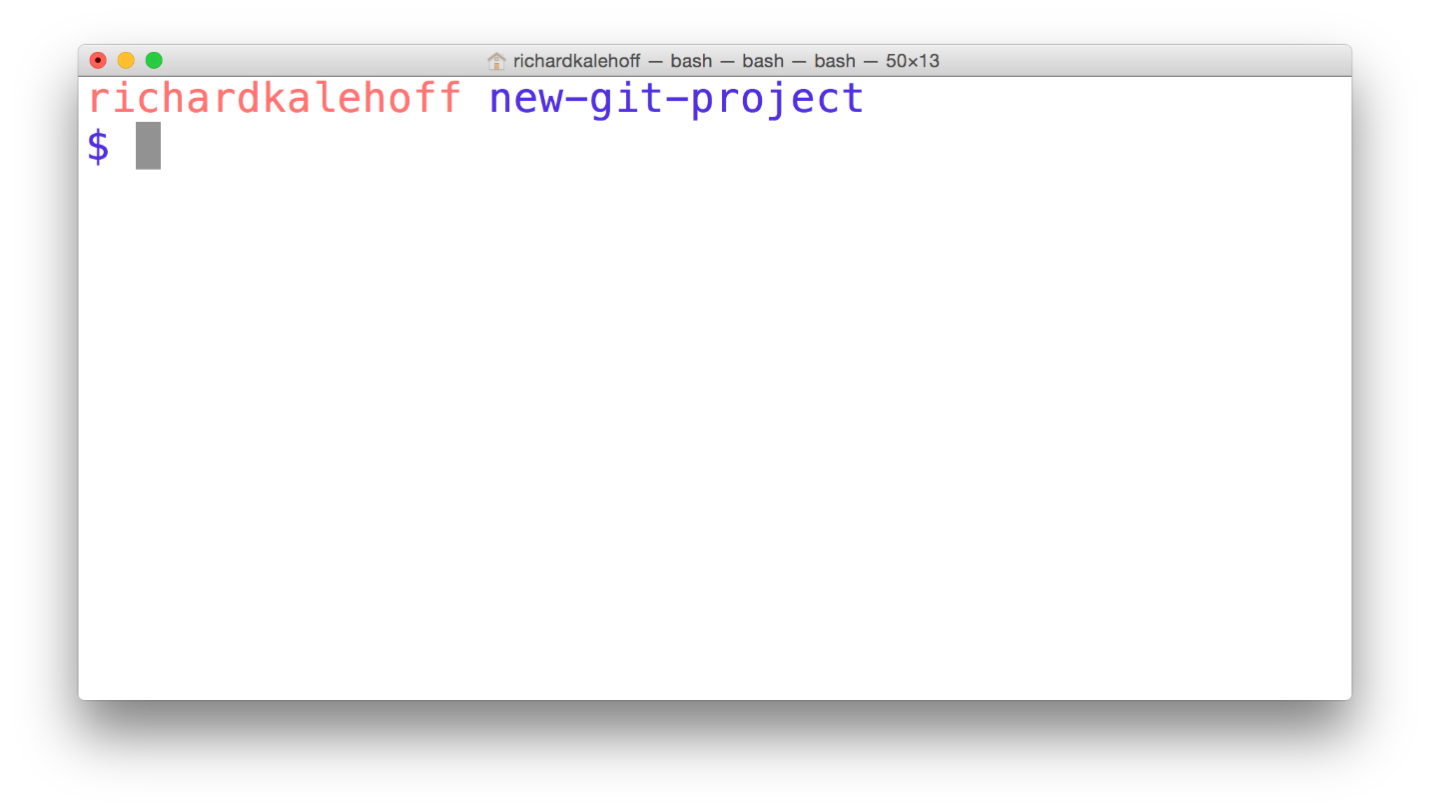 richardkalehoff — bash — bash — bash — 50×13
richardkalehoff new-git-project
$